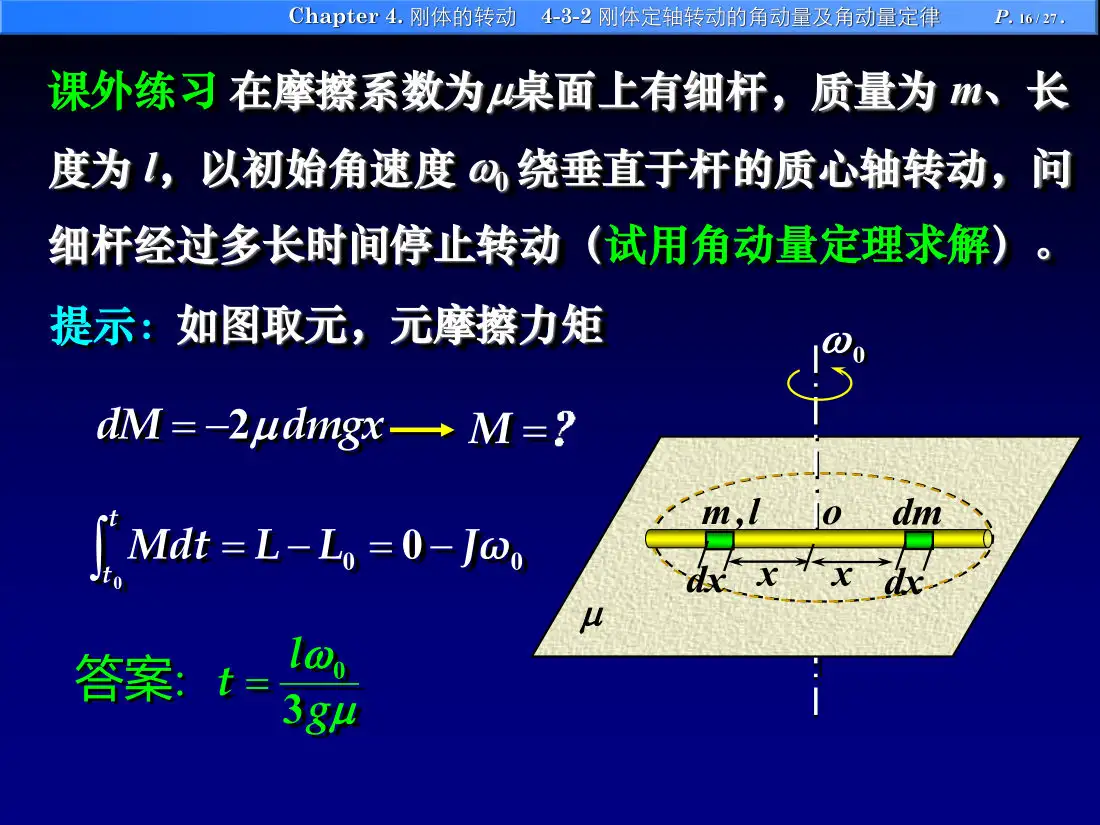 Chapter 4. 刚体的转动 4-3-2 刚体定轴转动的角动量及角动量定律 P. 16 / 27 .
课外练习 在摩擦系数为μ桌面上有细杆，质量为 m、长
度为 l，以初始角速度 ω0 绕垂直于杆的质心轴转动，问
细杆经过多长时间停止转动（试用角动量定理求解）。
提示：如图取元，元摩擦力矩
dM = −2μdmgx → M = ?
∫t0^t Mdt = L − L0 = 0 − Jω0
答案: t = lω0 / 3gμ
ω0
m , l o dm
dx x x dx
μ